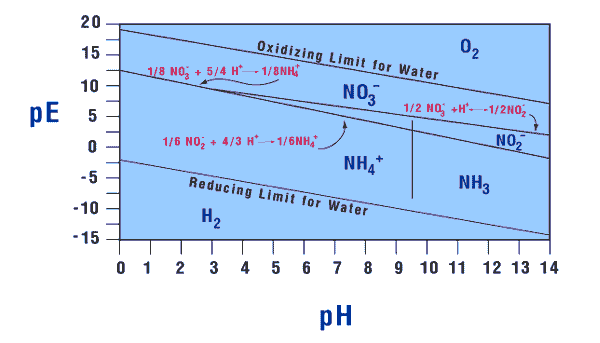 20
15
10
5
0
-5
-10
-15
pE
O₂
Oxidizing Limit for Water
1/8 NO₃⁻ + 5/4 H⁺ → 1/8NH₄⁺
NO₃⁻
1/2 NO₃⁻ +H⁺ → 1/2NO₂⁻
1/6 NO₂⁻ + 4/3 H⁺ → 1/6NH₄⁺
NO₂⁻
NH₄⁺
NH₃
Reducing Limit for Water
H₂
0 1 2 3 4 5 6 7 8 9 10 11 12 13 14
pH